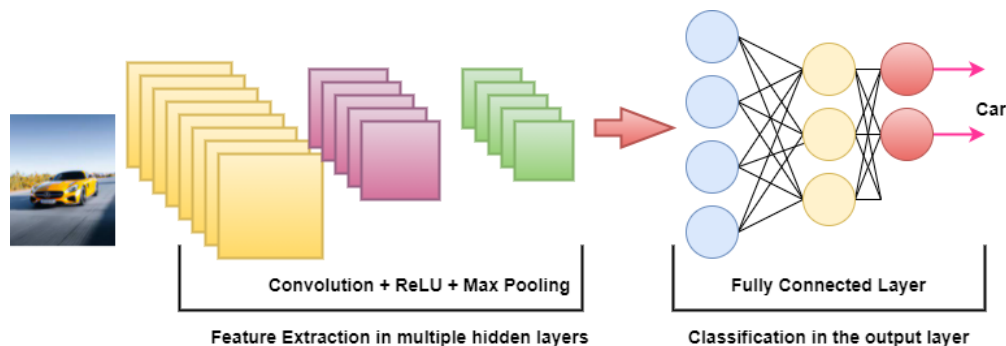 Car
Convolution + ReLU + Max Pooling
Fully Connected Layer
Feature Extraction in multiple hidden layers
Classification in the output layer